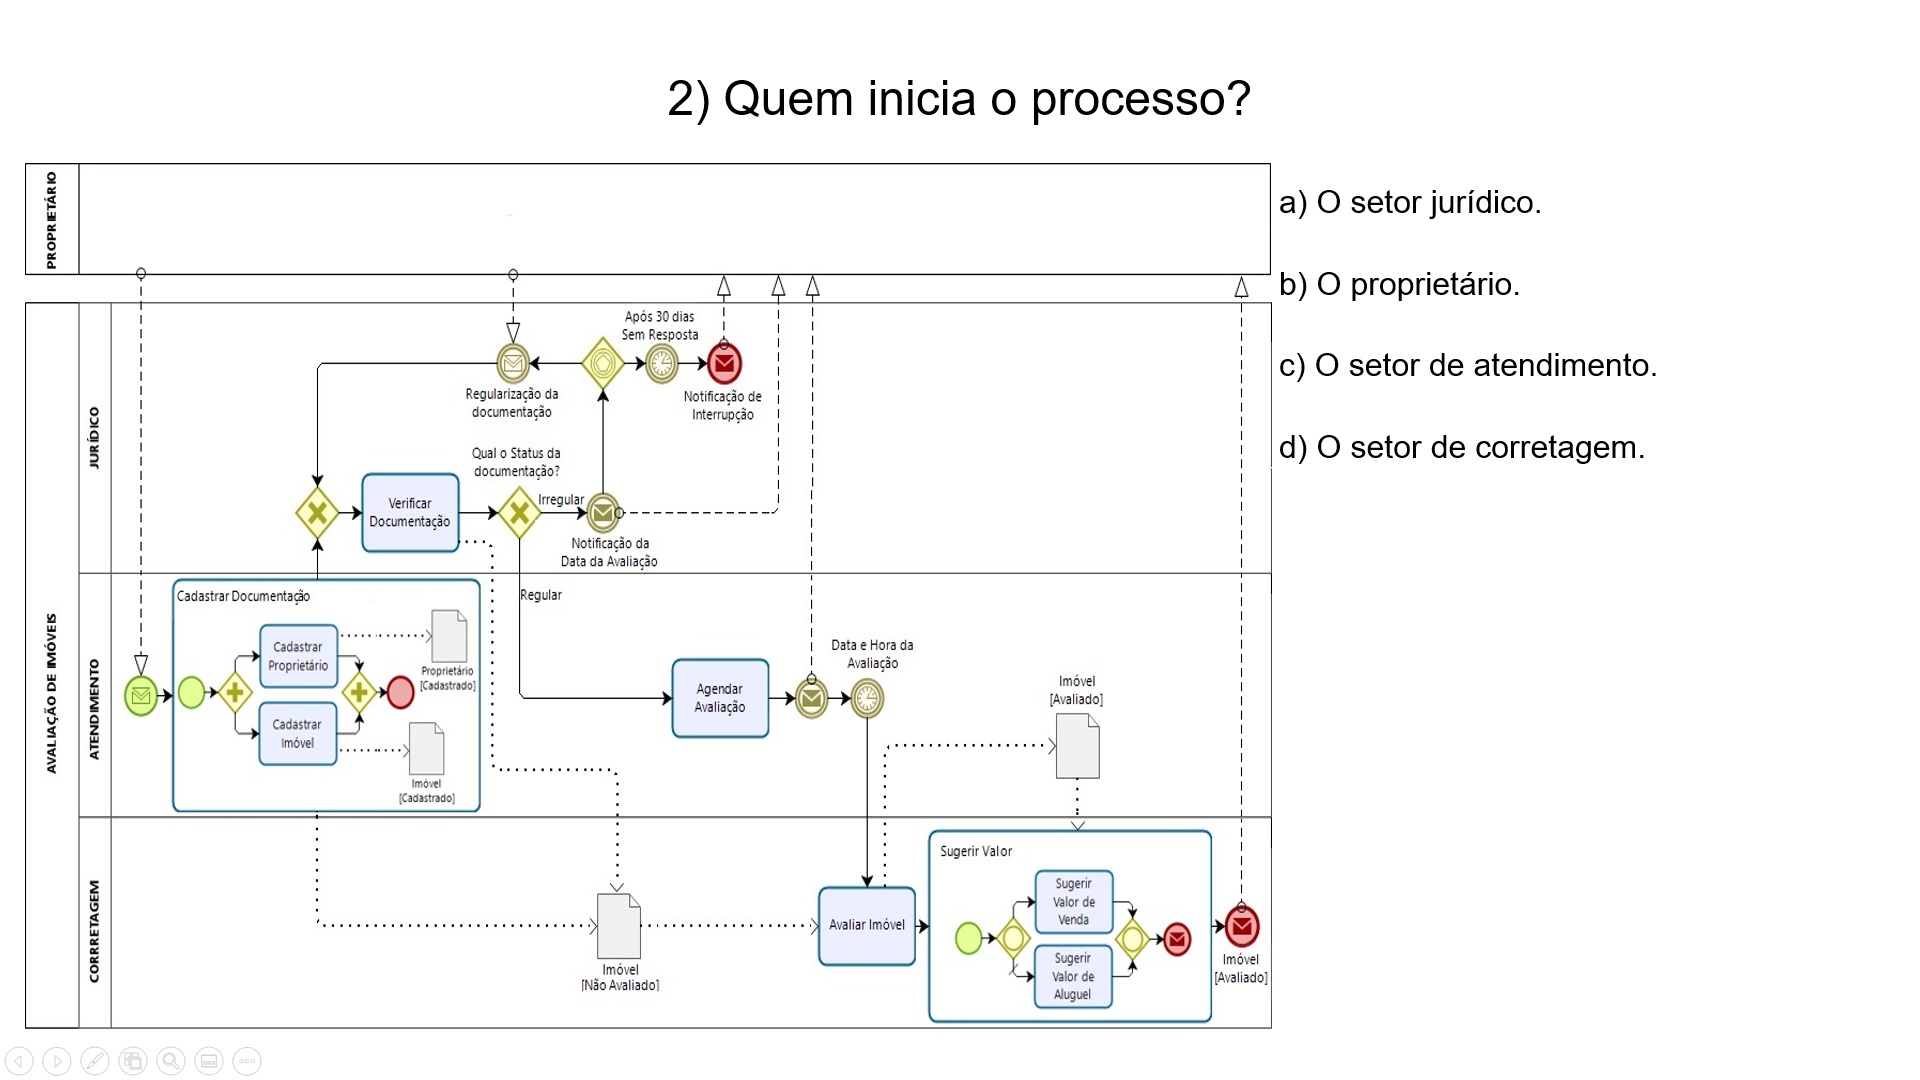 2) Quem inicia o processo?
PROPRIETÁRIO
a) O setor jurídico.
b) O proprietário.
c) O setor de atendimento.
d) O setor de corretagem.
AVALIAÇÃO DE IMÓVEIS
JURÍDICO
Após 30 dias
Sem Resposta
Regularização da
documentação
Notificação de
Interrupção
Qual o Status da
documentação?
Verificar
Documentação
Irregular
Notificação da
Data da Avaliação
Regular
ATENDIMENTO
Cadastrar Documentação
Cadastrar
Proprietário
Proprietário
[Cadastrado]
Cadastrar
Imóvel
Imóvel
[Cadastrado]
Agendar
Avaliação
Data e Hora da
Avaliação
Imóvel
[Avaliado]
CORRETAGEM
Imóvel
[Não Avaliado]
Avaliar Imóvel
Sugerir Valor
Sugerir
Valor de
Venda
Sugerir
Valor de
Aluguel
Imóvel
[Avaliado]